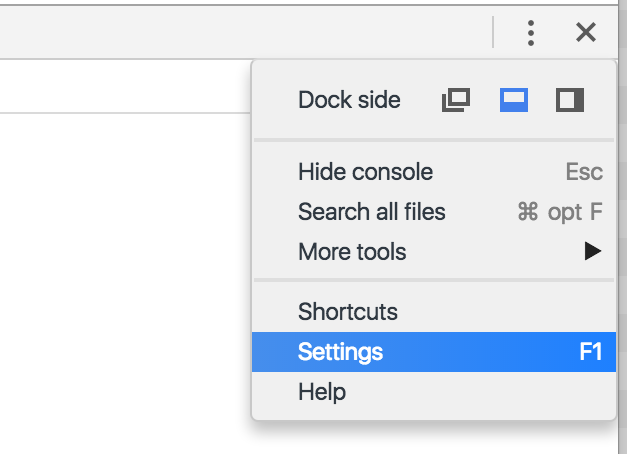 Dock side
Hide console Esc
Search all files ⌘ opt F
More tools ▶
Shortcuts
Settings F1
Help